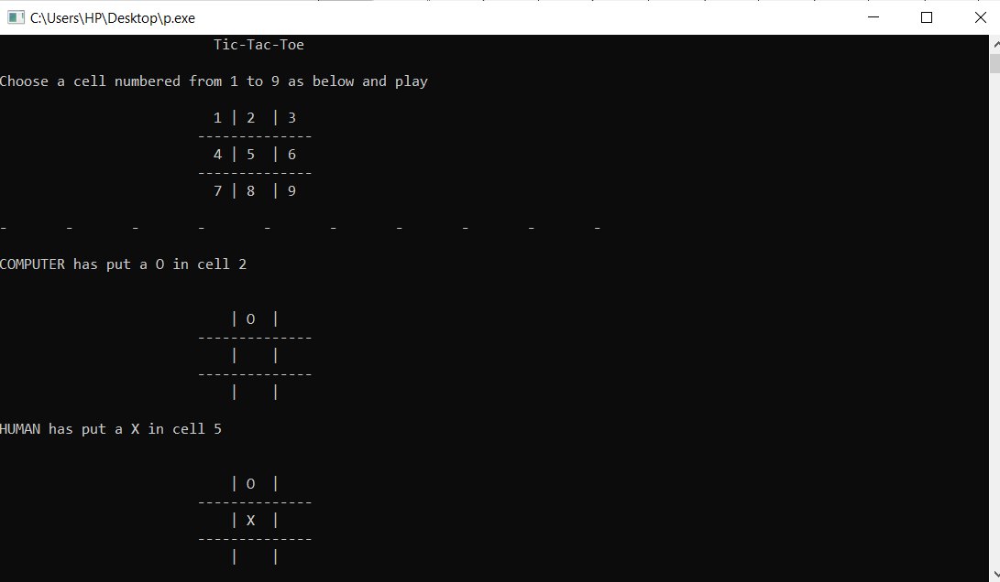 C:\Users\HP\Desktop\p.exe
Tic-Tac-Toe
Choose a cell numbered from 1 to 9 as below and play
1 | 2  | 3
--------------
4 | 5  | 6
--------------
7 | 8  | 9
-       -       -       -       -       -       -       -       -       -
COMPUTER has put a O in cell 2
| O  |
--------------
|    |
--------------
|    |
HUMAN has put a X in cell 5
| O  |
--------------
| X  |
--------------
|    |